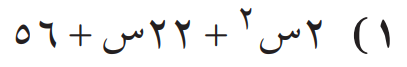 ١) ٢س٢ + ٢٢س + ٥٦